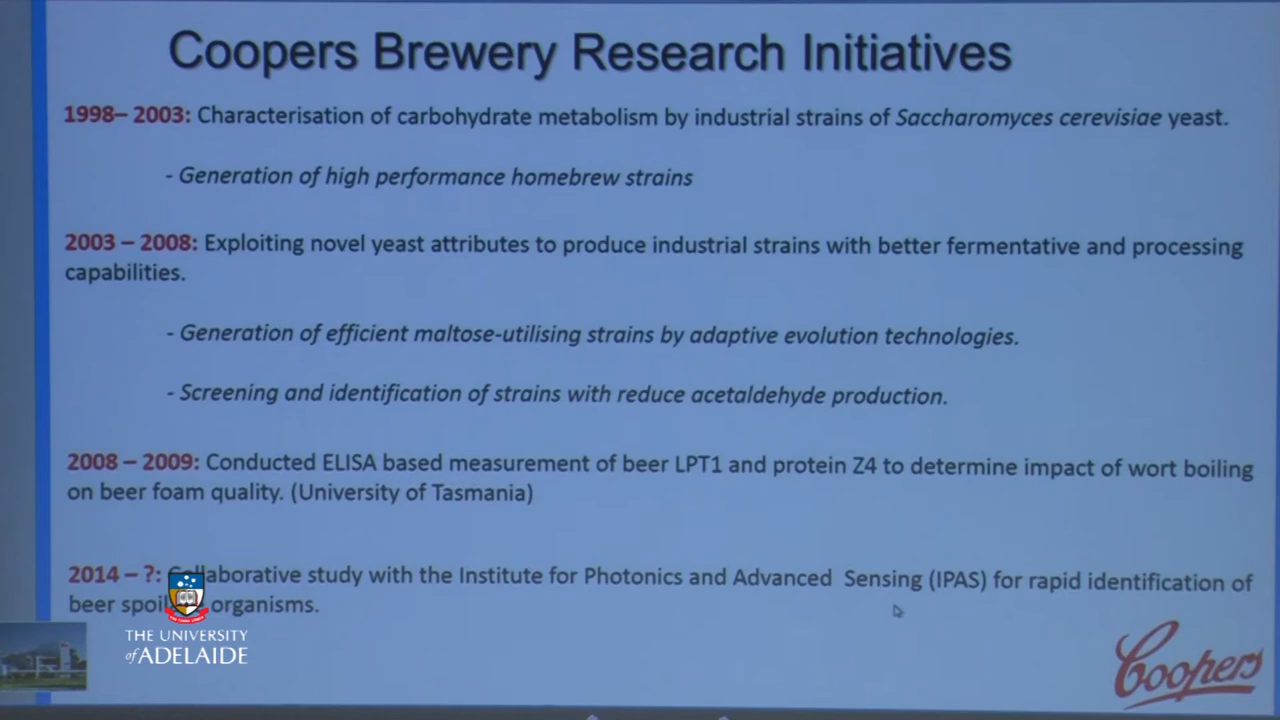 Coopers Brewery Research Initiatives
1998– 2003: Characterisation of carbohydrate metabolism by industrial strains of Saccharomyces cerevisiae yeast.
- Generation of high performance homebrew strains
2003 – 2008: Exploiting novel yeast attributes to produce industrial strains with better fermentative and processing
capabilities.
- Generation of efficient maltose-utilising strains by adaptive evolution technologies.
- Screening and identification of strains with reduce acetaldehyde production.
2008 – 2009: Conducted ELISA based measurement of beer LPT1 and protein Z4 to determine impact of wort boiling
on beer foam quality. (University of Tasmania)
2014 – ?: laborative study with the Institute for Photonics and Advanced Sensing (IPAS) for rapid identification of
beer organisms.
THE UNIVERSITY
of ADELAIDE
Coopers